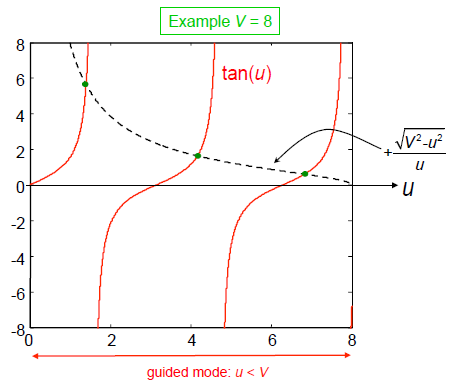 Example V = 8
8
6
4
2
0
-2
-4
-6
-8
tan(u)
+√(V²-u²)/u
u
0 2 4 6 8
guided mode: u < V